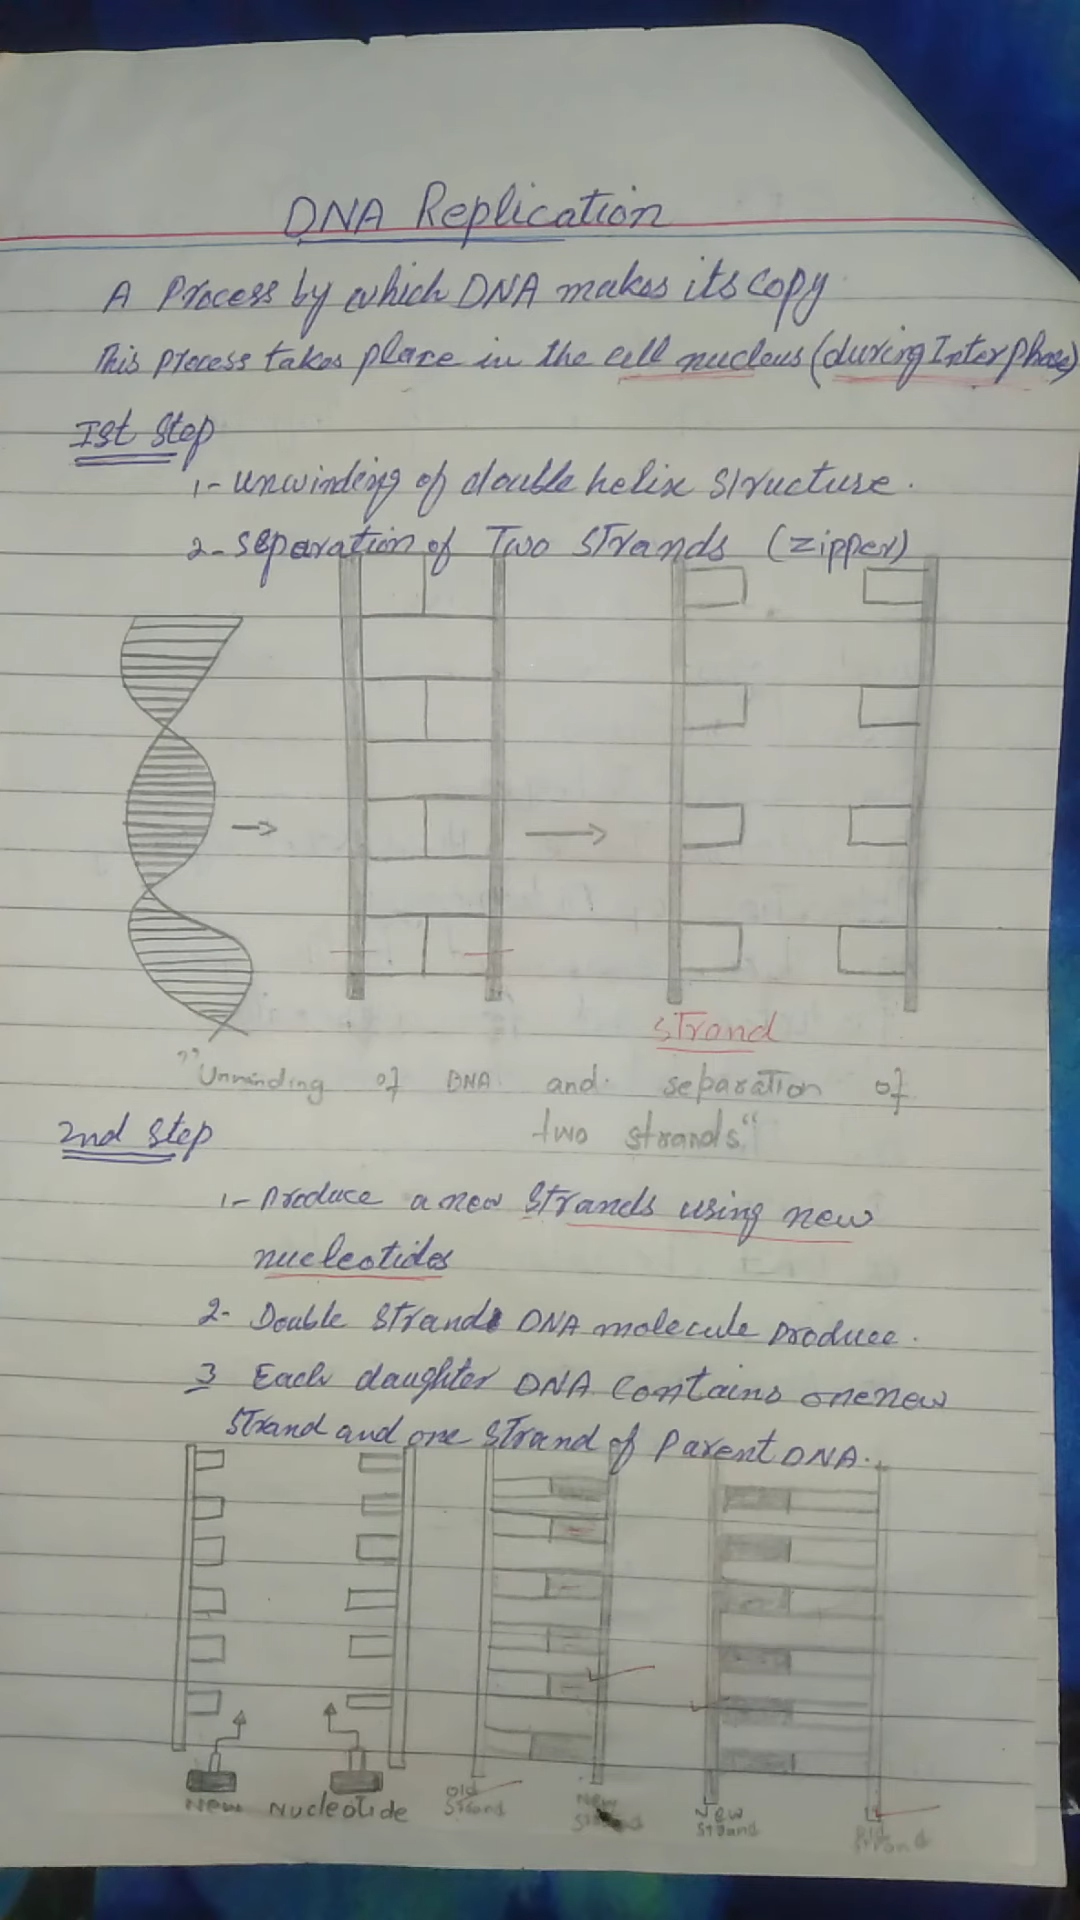 DNA Replication
A Process by which DNA makes its copy.
This Process takes place in the cell nucleus (during Interphase)
Ist Step
1- unwinding of double helix structure.
2- Separation of Two Strands (zipper)
Strand
"Unwinding of DNA and separation of
two strands."
2nd Step
1- Produce a new Strands using new
nucleotides
2- Double Strand DNA molecule produce.
3 Each daughter DNA contains one new
Strand and one Strand of Parent DNA.
New Nucleotide
Old Strand
New Strand
New Strand
Old Strand